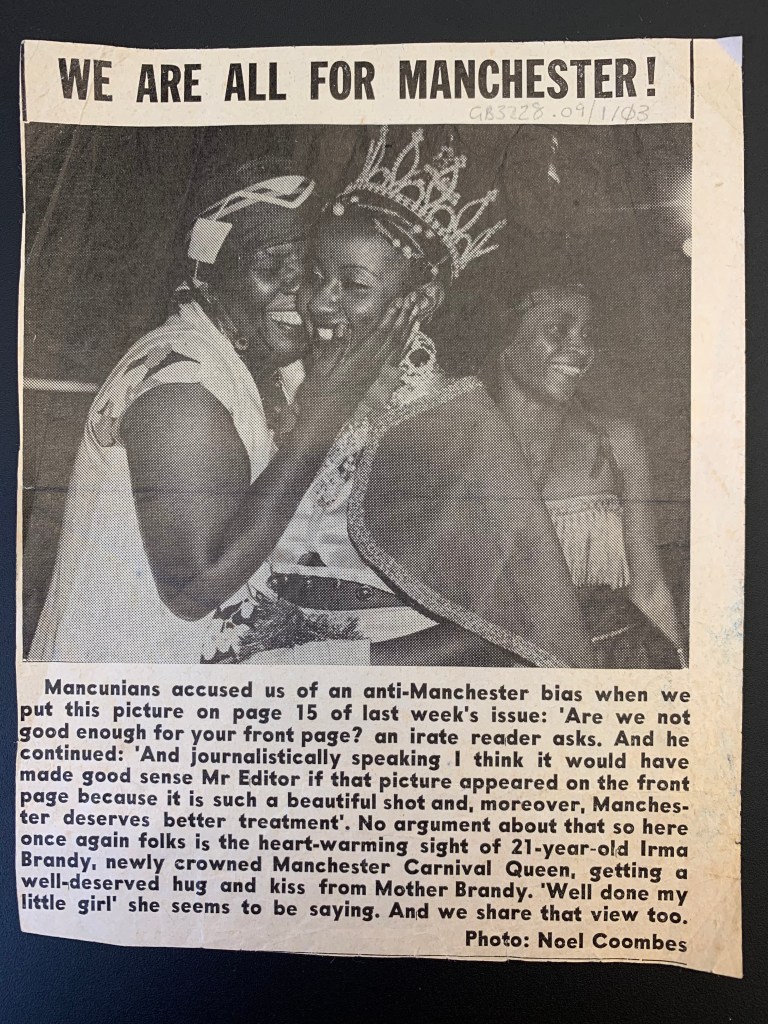 WE ARE ALL FOR MANCHESTER!
GB3228.09/1/03
Mancunians accused us of an anti-Manchester bias when we
put this picture on page 15 of last week's issue: 'Are we not
good enough for your front page? an irate reader asks. And he
continued: 'And journalistically speaking I think it would have
made good sense Mr Editor if that picture appeared on the front
page because it is such a beautiful shot and, moreover, Manches-
ter deserves better treatment'. No argument about that so here
once again folks is the heart-warming sight of 21-year-old Irma
Brandy, newly crowned Manchester Carnival Queen, getting a
well-deserved hug and kiss from Mother Brandy. 'Well done my
little girl' she seems to be saying. And we share that view too.
Photo: Noel Coombes